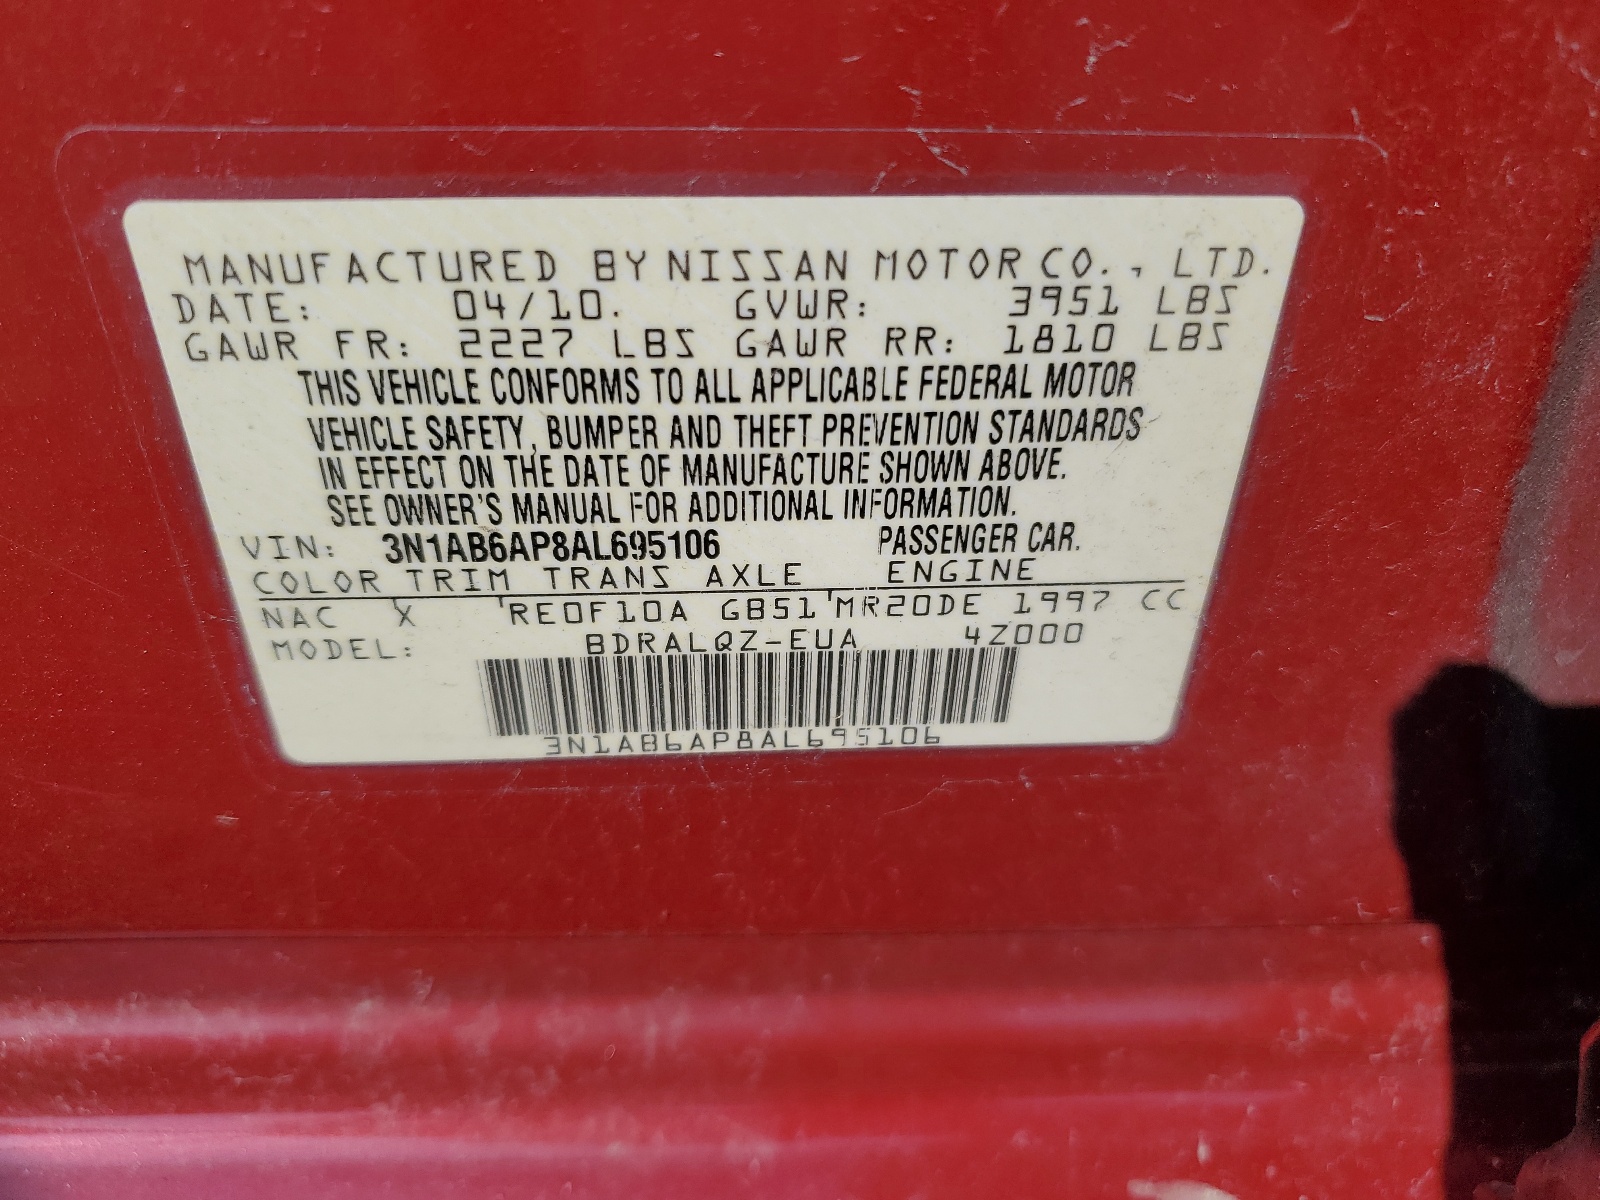 MANUFACTURED BY NISSAN MOTOR CO., LTD.
DATE: 04/10. GVWR: 3951 LBS
GAWR FR: 2227 LBS GAWR RR: 1810 LBS
THIS VEHICLE CONFORMS TO ALL APPLICABLE FEDERAL MOTOR
VEHICLE SAFETY, BUMPER AND THEFT PREVENTION STANDARDS
IN EFFECT ON THE DATE OF MANUFACTURE SHOWN ABOVE.
SEE OWNER'S MANUAL FOR ADDITIONAL INFORMATION.
VIN: 3N1AB6AP8AL695106 PASSENGER CAR.
COLOR TRIM TRANS AXLE ENGINE
NAC X RE0F10A GB51 MR20DE 1997 CC
MODEL: BDRALQZ-EUA 4Z000
3N1AB6AP8AL695106